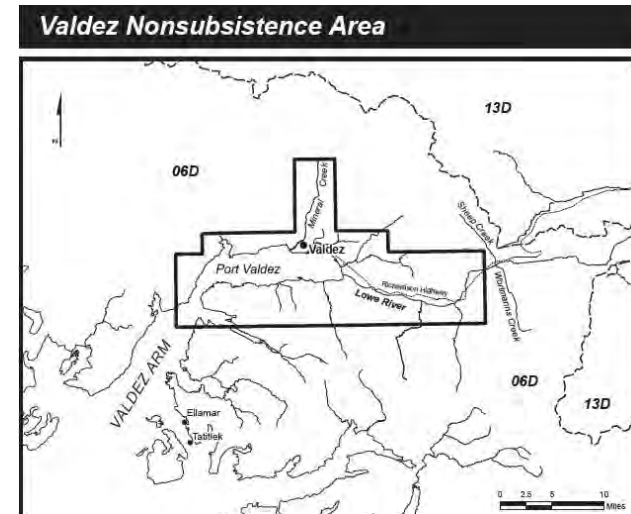 Valdez Nonsubsistence Area
13D
06D
N
Mineral Creek
Sheep Creek
Valdez
Port Valdez
Richardson Highway
Lowe River
Wortmanns Creek
VALDEZ ARM
06D
13D
Ellamar
Tatitlek
0 2.5 5 10
Miles